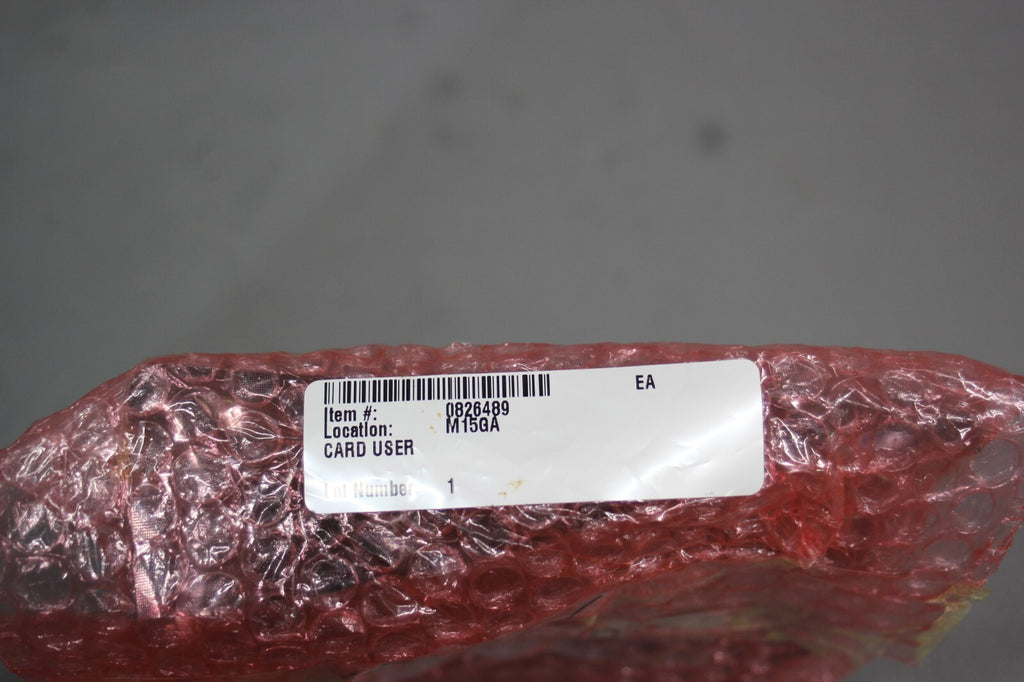 EA
Item #: 0826489
Location: M15GA
CARD USER
Lot Number 1